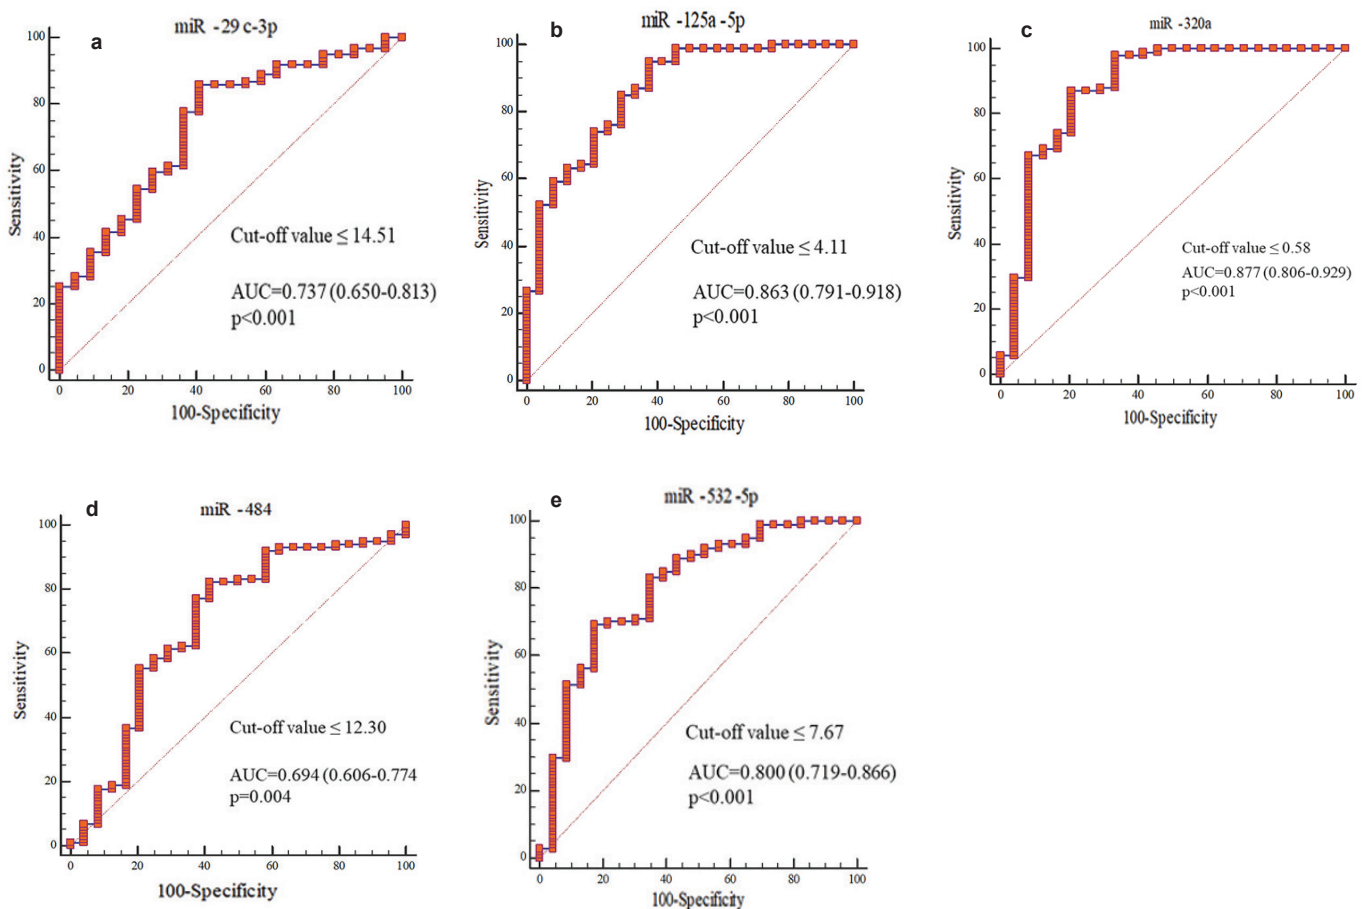 a
miR -29 c-3p
100
80
60
40
20
0
Sensitivity
Cut-off value ≤ 14.51
AUC=0.737 (0.650-0.813)
p<0.001
0 20 40 60 80 100
100-Specificity
b
miR -125a -5p
100
80
60
40
20
0
Sensitivity
Cut-off value ≤ 4.11
AUC=0.863 (0.791-0.918)
p<0.001
0 20 40 60 80 100
100-Specificity
c
miR -320a
100
80
60
40
20
0
Sensitivity
Cut-off value ≤ 0.58
AUC=0.877 (0.806-0.929)
p<0.001
0 20 40 60 80 100
100-Specificity
d
miR -484
100
80
60
40
20
0
Sensitivity
Cut-off value ≤ 12.30
AUC=0.694 (0.606-0.774
p=0.004
0 20 40 60 80 100
100-Specificity
e
miR -532 -5p
100
80
60
40
20
0
Sensitivity
Cut-off value ≤ 7.67
AUC=0.800 (0.719-0.866)
p<0.001
0 20 40 60 80 100
100-Specificity